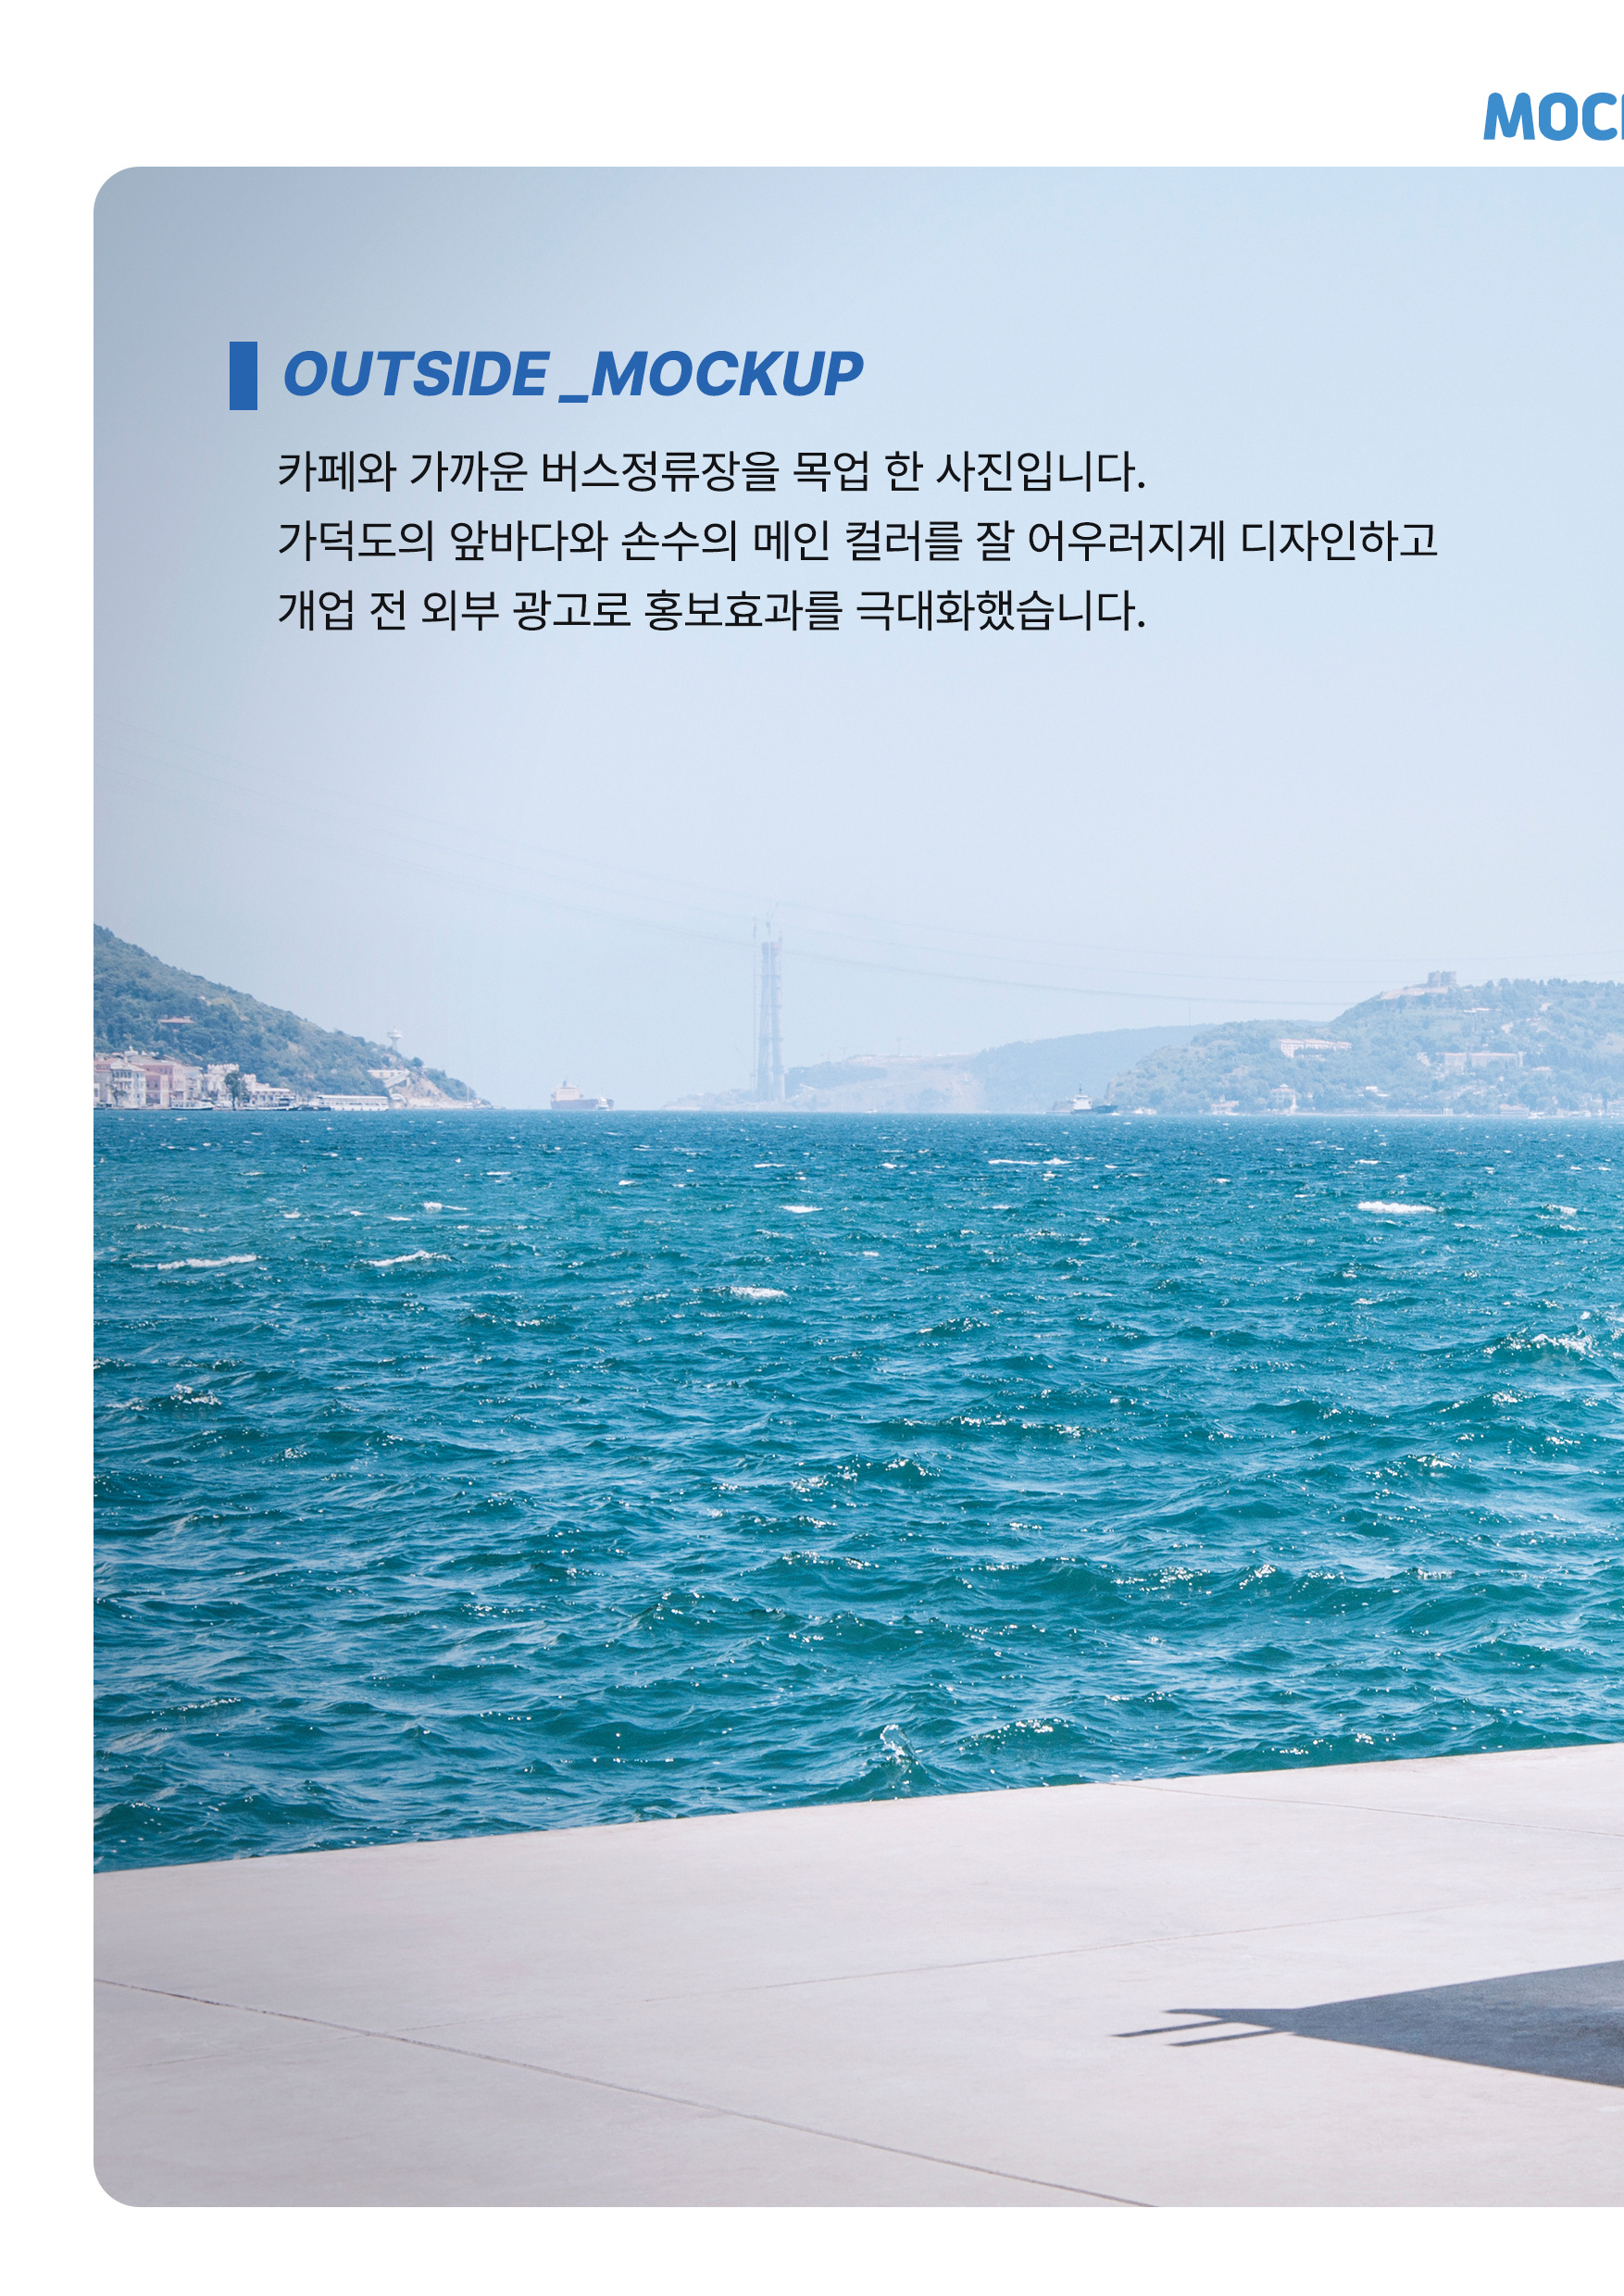 OUTSIDE _MOCKUP
카페와 가까운 버스정류장을 목업 한 사진입니다.
가덕도의 앞바다와 손수의 메인 컬러를 잘 어우러지게 디자인하고
개업 전 외부 광고로 홍보효과를 극대화했습니다.